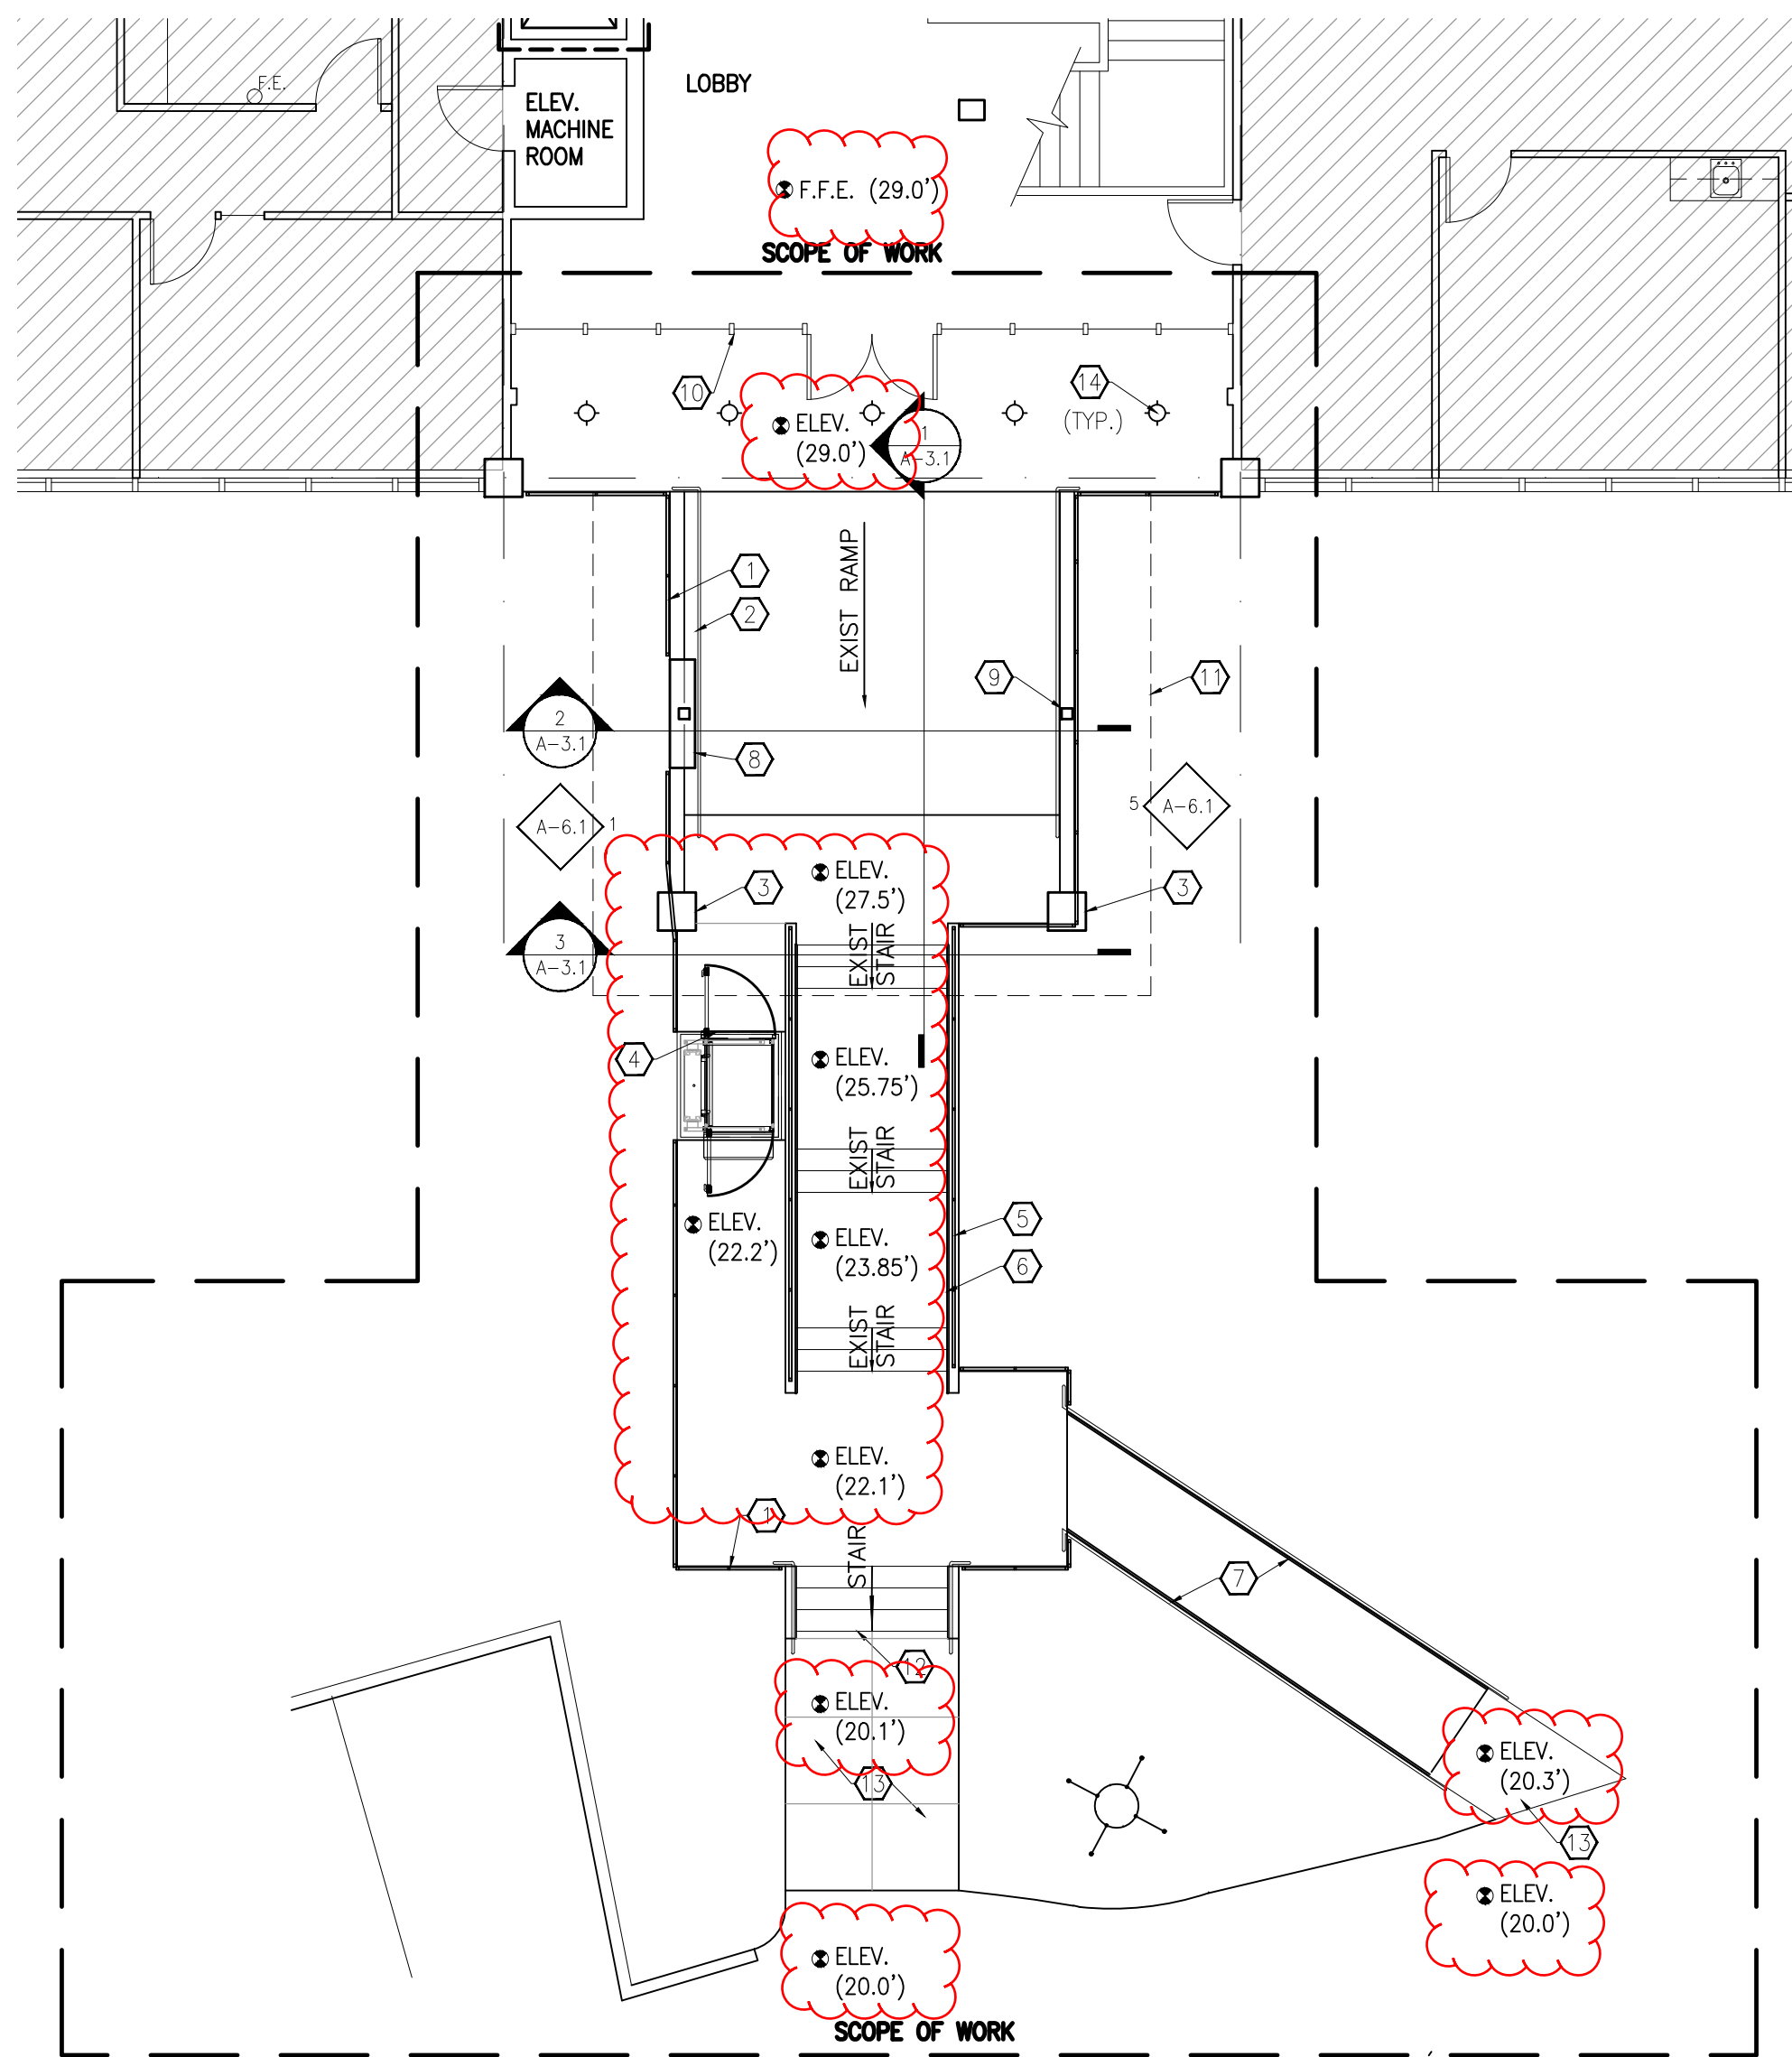 F.E.
LOBBY
ELEV.
MACHINE
ROOM
F.F.E. (29.0')
SCOPE OF WORK
10
14
(TYP.)
ELEV.
(29.0')
1
A-3.1
EXIST RAMP
1
2
9
11
2
A-3.1
8
A-6.1
1
5
A-6.1
ELEV.
(27.5')
3
3
3
A-3.1
EXIST
STAIR
4
ELEV.
(25.75')
EXIST
STAIR
ELEV.
(22.2')
ELEV.
(23.85')
5
6
EXIST
STAIR
ELEV.
(22.1')
1
STAIR
7
12
ELEV.
(20.1')
13
ELEV.
(20.3')
13
ELEV.
(20.0')
ELEV.
(20.0')
SCOPE OF WORK